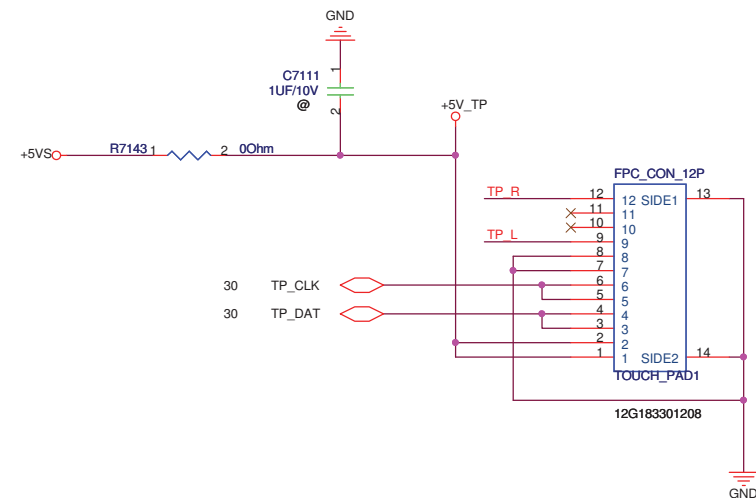 GND
C7111
1UF/10V
@
1
2
+5V_TP
+5VS
R7143 1
2 0Ohm
FPC_CON_12P
TP_R 12 12 SIDE1 13
11 11
10 10
TP_L 9 9
8 8
7 7
30 TP_CLK 6 6
5 5
30 TP_DAT 4 4
3 3
2 2
1 1 SIDE2 14
TOUCH_PAD1
12G183301208
GND